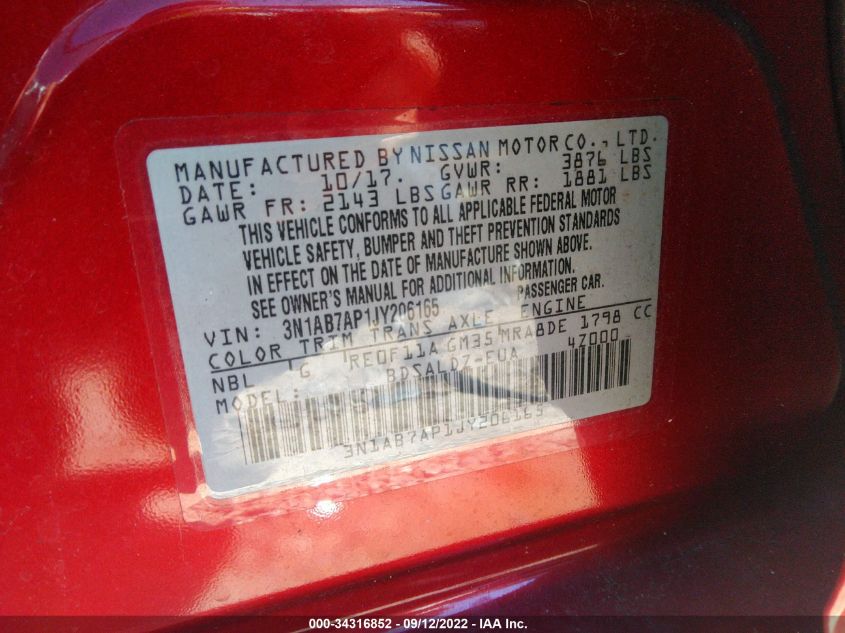 MANUFACTURED BY NISSAN MOTOR CO., LTD.
DATE: 10/17. GVWR: 3876 LBS
GAWR FR: 2143 LBS GAWR RR: 1881 LBS
THIS VEHICLE CONFORMS TO ALL APPLICABLE FEDERAL MOTOR
VEHICLE SAFETY, BUMPER AND THEFT PREVENTION STANDARDS
IN EFFECT ON THE DATE OF MANUFACTURE SHOWN ABOVE.
SEE OWNER'S MANUAL FOR ADDITIONAL INFORMATION.
VIN: 3N1AB7AP1JY206165 PASSENGER CAR.
COLOR TRIM TRANS AXLE ENGINE
NBL G RE0F11A GM35 MRA8DE 1798 CC
MODEL: BDSALDZ-EUA 47000
3N1AB7AP1JY206165
000-34316852 - 09/12/2022 - IAA Inc.